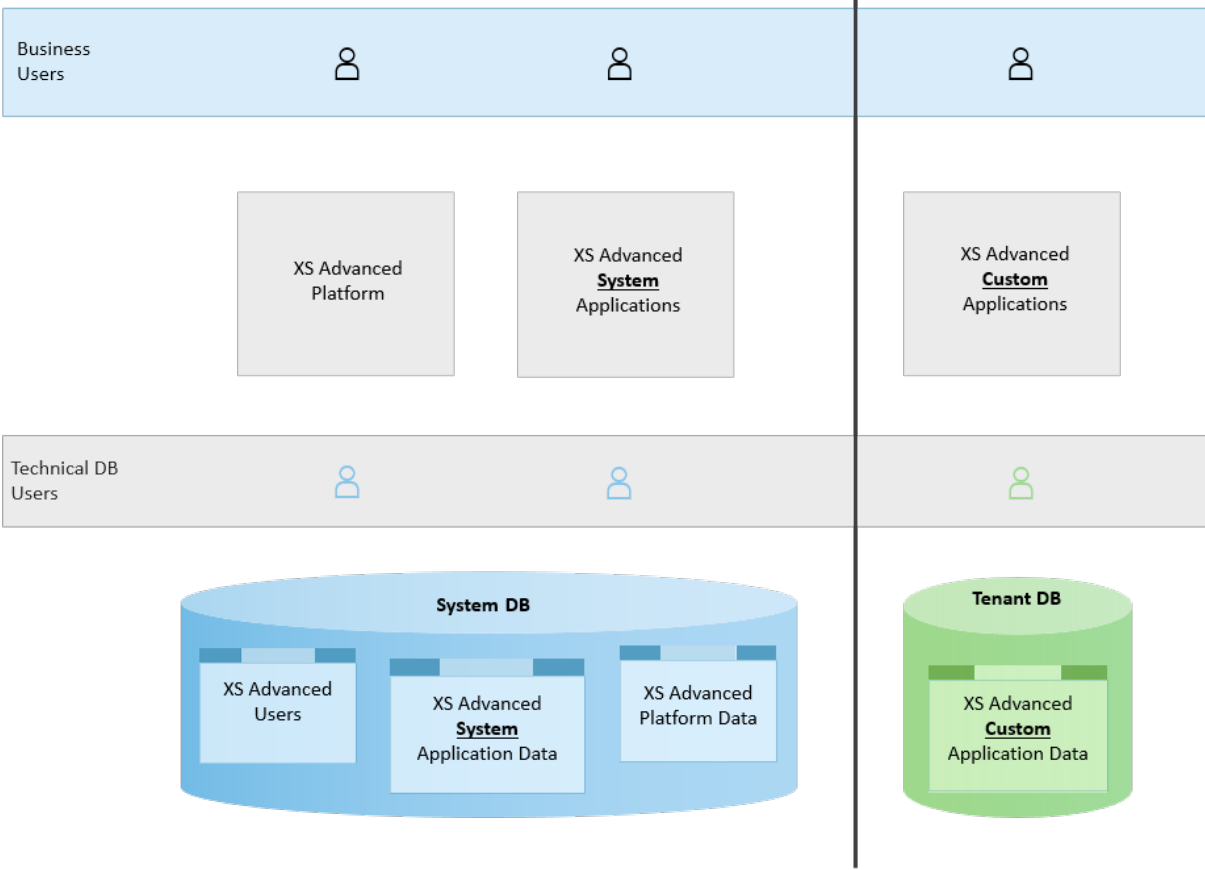 Business
Users
XS Advanced
Platform
XS Advanced
System
Applications
XS Advanced
Custom
Applications
Technical DB
Users
System DB
XS Advanced
Users
XS Advanced
System
Application Data
XS Advanced
Platform Data
Tenant DB
XS Advanced
Custom
Application Data